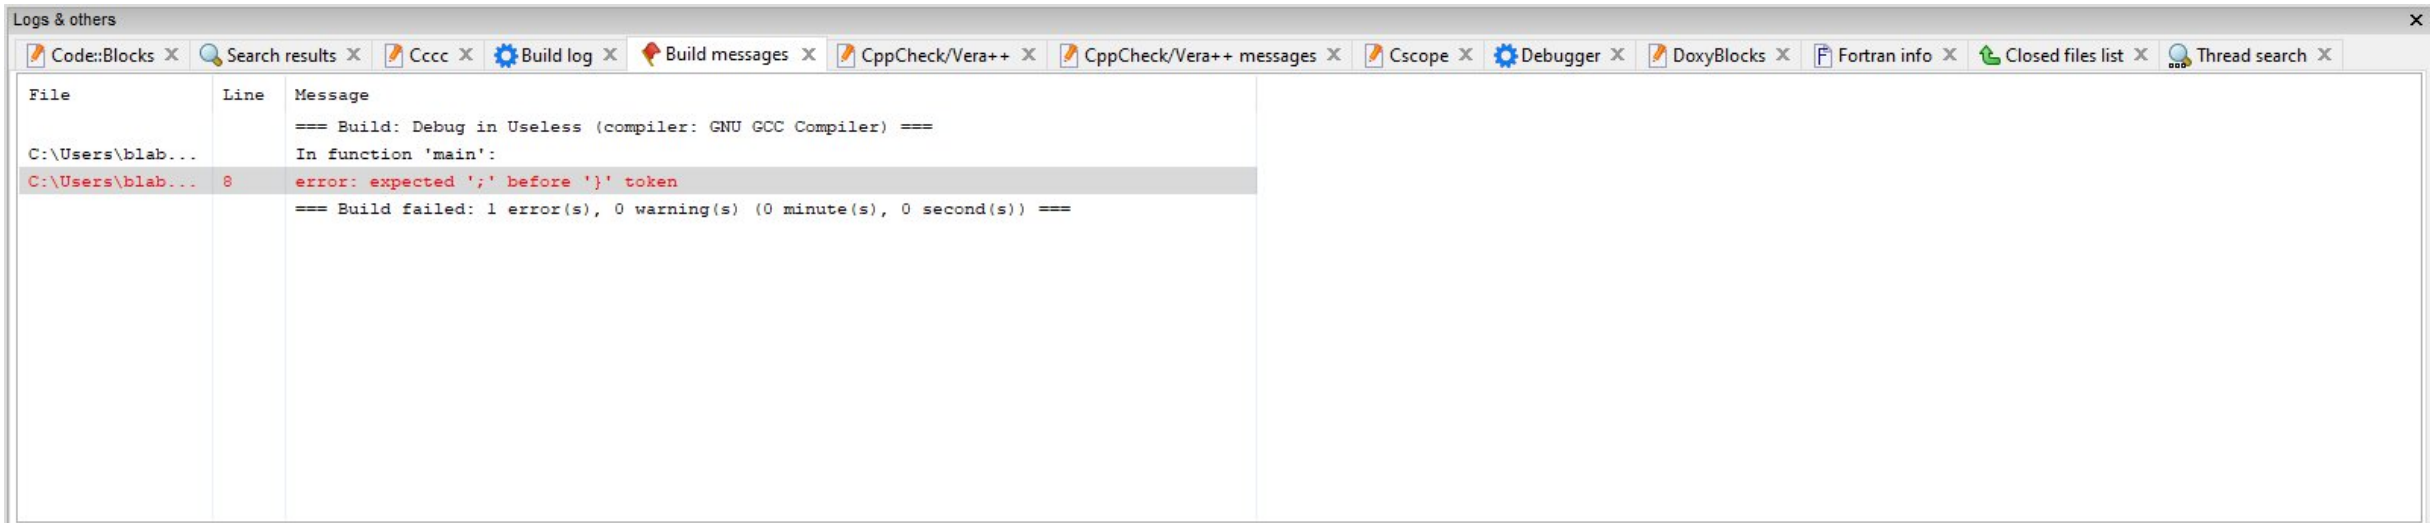 Logs & others
Code::Blocks X Search results X Cccc X Build log X Build messages X CppCheck/Vera++ X CppCheck/Vera++ messages X Cscope X Debugger X DoxyBlocks X Fortran info X Closed files list X Thread search X
File Line Message
=== Build: Debug in Useless (compiler: GNU GCC Compiler) ===
C:\Users\blab... In function 'main':
C:\Users\blab... 8 error: expected ';' before '}' token
=== Build failed: 1 error(s), 0 warning(s) (0 minute(s), 0 second(s)) ===